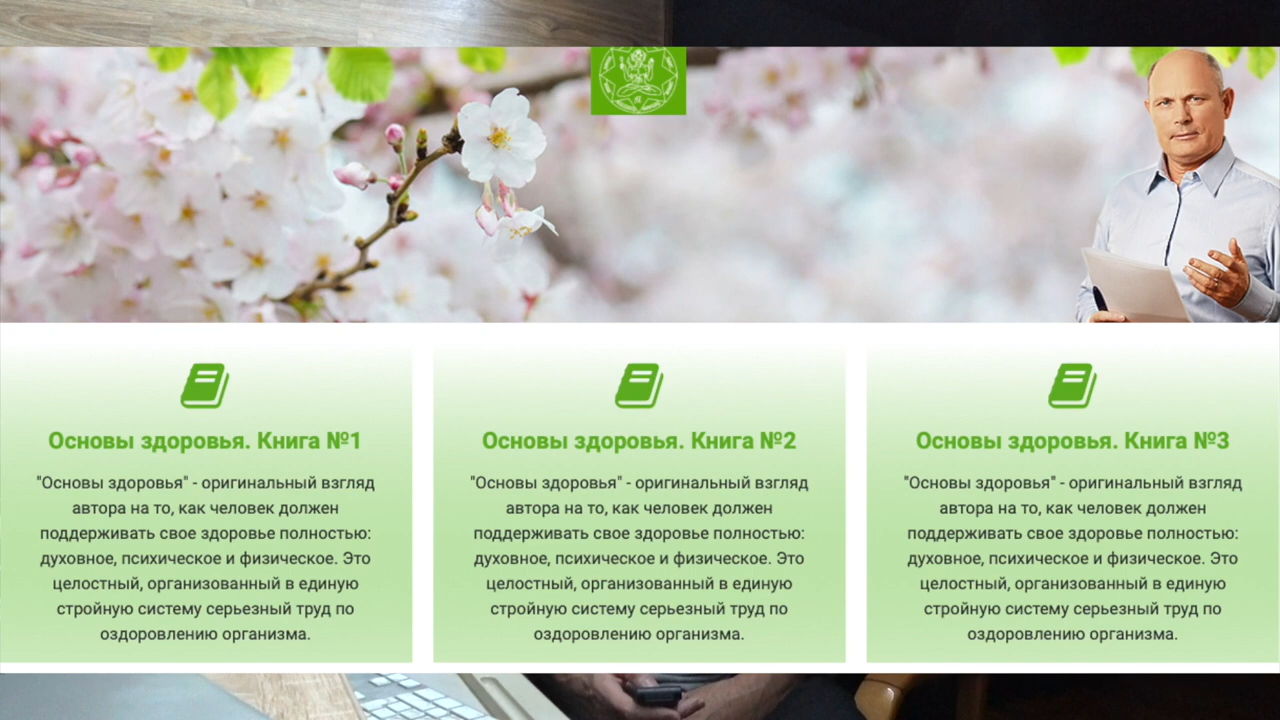 Основы здоровья. Книга №1
"Основы здоровья" - оригинальный взгляд
автора на то, как человек должен
поддерживать свое здоровье полностью:
духовное, психическое и физическое. Это
целостный, организованный в единую
стройную систему серьезный труд по
оздоровлению организма.
Основы здоровья. Книга №2
"Основы здоровья" - оригинальный взгляд
автора на то, как человек должен
поддерживать свое здоровье полностью:
духовное, психическое и физическое. Это
целостный, организованный в единую
стройную систему серьезный труд по
оздоровлению организма.
Основы здоровья. Книга №3
"Основы здоровья" - оригинальный взгляд
автора на то, как человек должен
поддерживать свое здоровье полностью:
духовное, психическое и физическое. Это
целостный, организованный в единую
стройную систему серьезный труд по
оздоровлению организма.